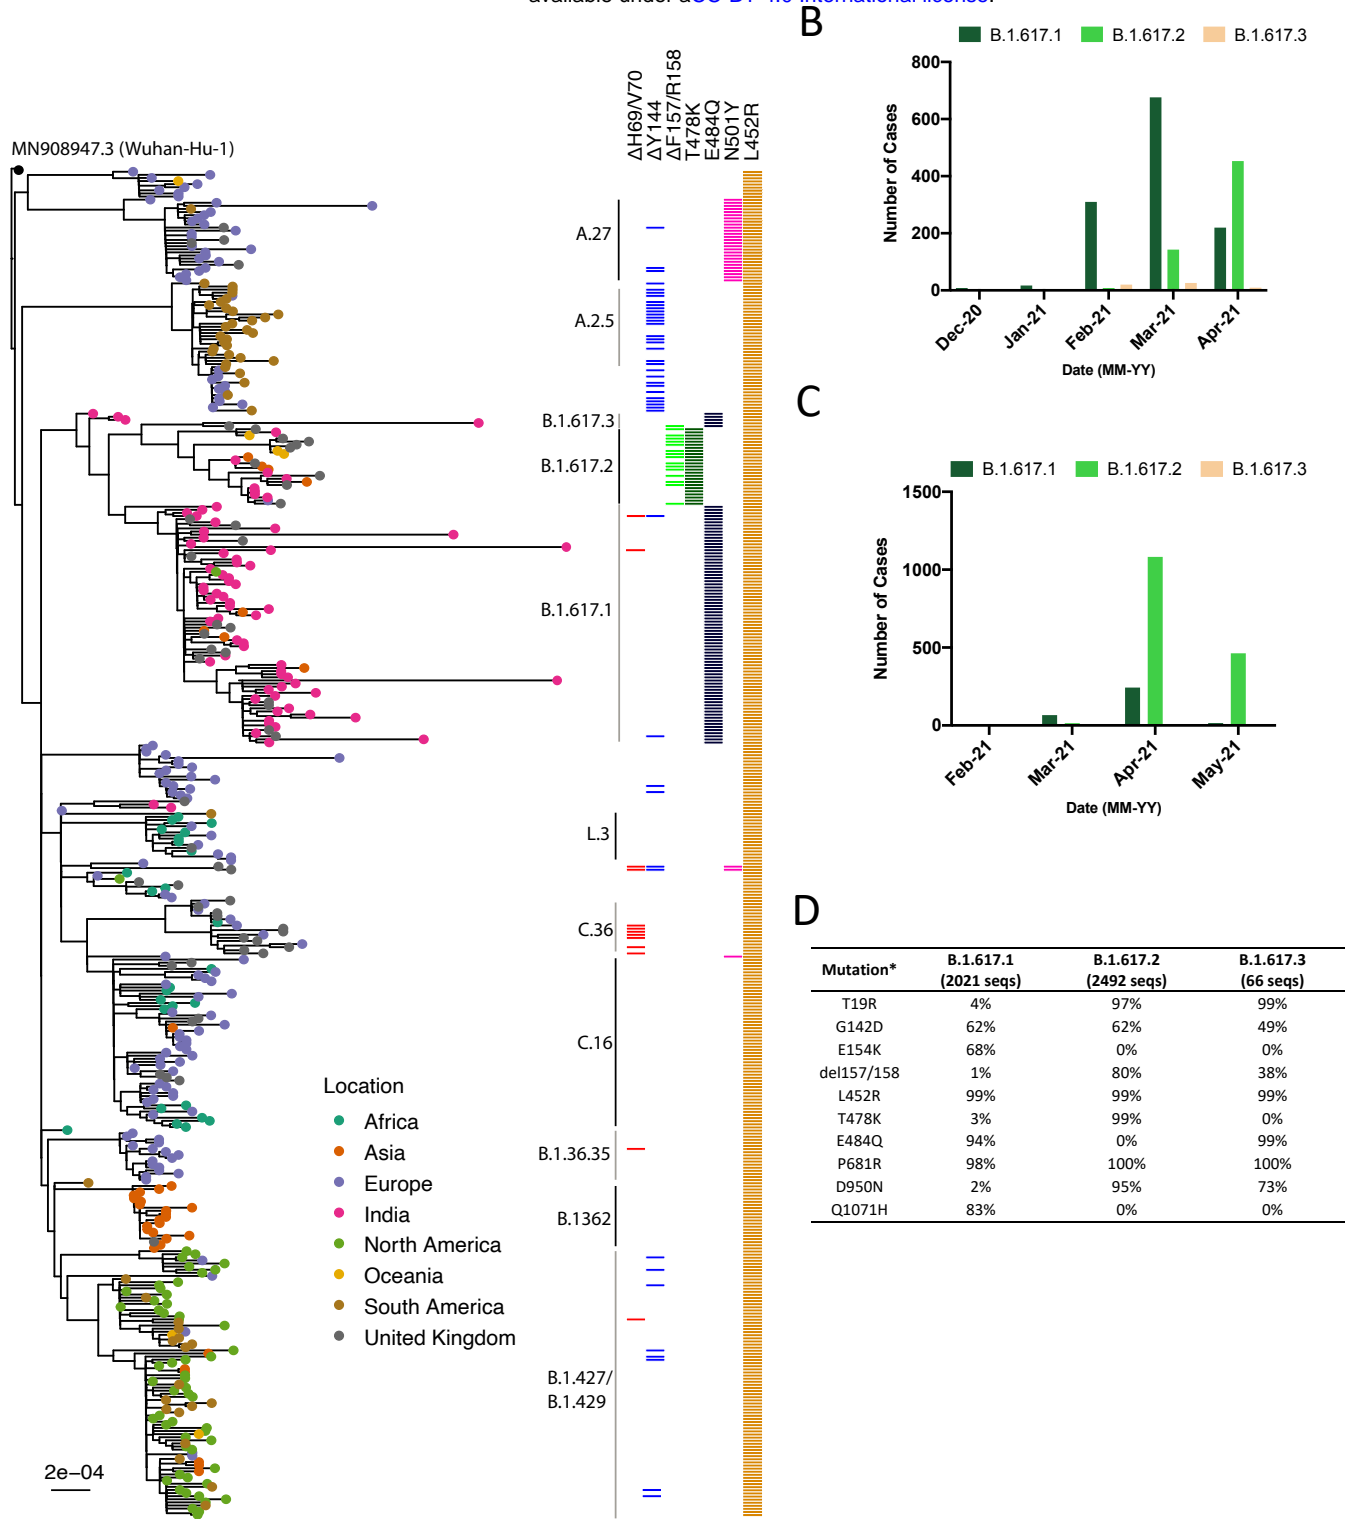 available under aCC-BY 4.0 International license.
MN908947.3 (Wuhan-Hu-1)
ΔH69/V70
ΔY144
ΔF157/R158
T478K
E484Q
N501Y
L452R
A.27
A.2.5
B.1.617.3
B.1.617.2
B.1.617.1
L.3
C.36
C.16
B.1.36.35
B.1362
B.1.427/
B.1.429
Location
Africa
Asia
Europe
India
North America
Oceania
South America
United Kingdom
2e−04
B
B.1.617.1 B.1.617.2 B.1.617.3
Number of Cases
800
600
400
200
0
Dec-20 Jan-21 Feb-21 Mar-21 Apr-21
Date (MM-YY)
C
B.1.617.1 B.1.617.2 B.1.617.3
Number of Cases
1500
1000
500
0
Feb-21 Mar-21 Apr-21 May-21
Date (MM-YY)
D
Mutation* B.1.617.1 B.1.617.2 B.1.617.3
(2021 seqs) (2492 seqs) (66 seqs)
T19R 4% 97% 99%
G142D 62% 62% 49%
E154K 68% 0% 0%
del157/158 1% 80% 38%
L452R 99% 99% 99%
T478K 3% 99% 0%
E484Q 94% 0% 99%
P681R 98% 100% 100%
D950N 2% 95% 73%
Q1071H 83% 0% 0%